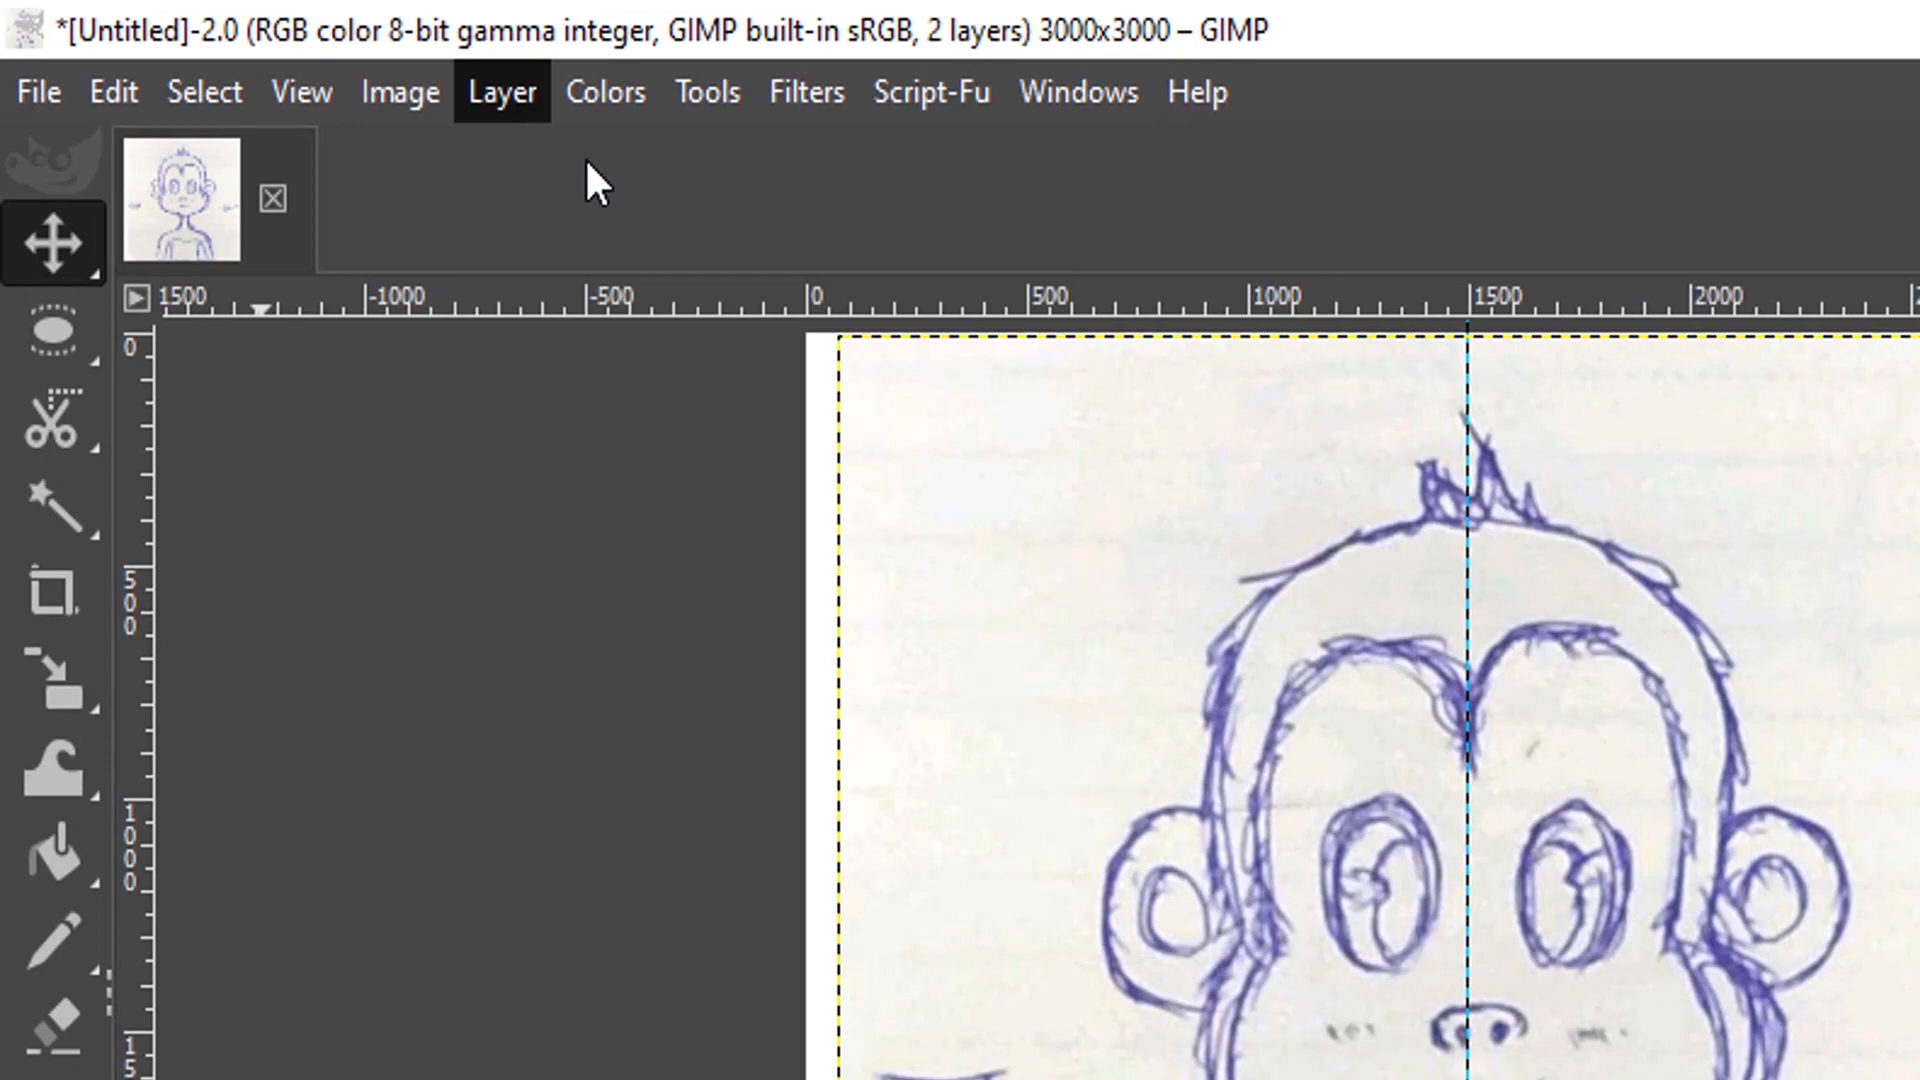 *[Untitled]-2.0 (RGB color 8-bit gamma integer, GIMP built-in sRGB, 2 layers) 3000x3000 – GIMP
File Edit Select View Image Layer Colors Tools Filters Script-Fu Windows Help
1500 -1000 -500 0 500 1000 1500 2000
0
500
1000
15